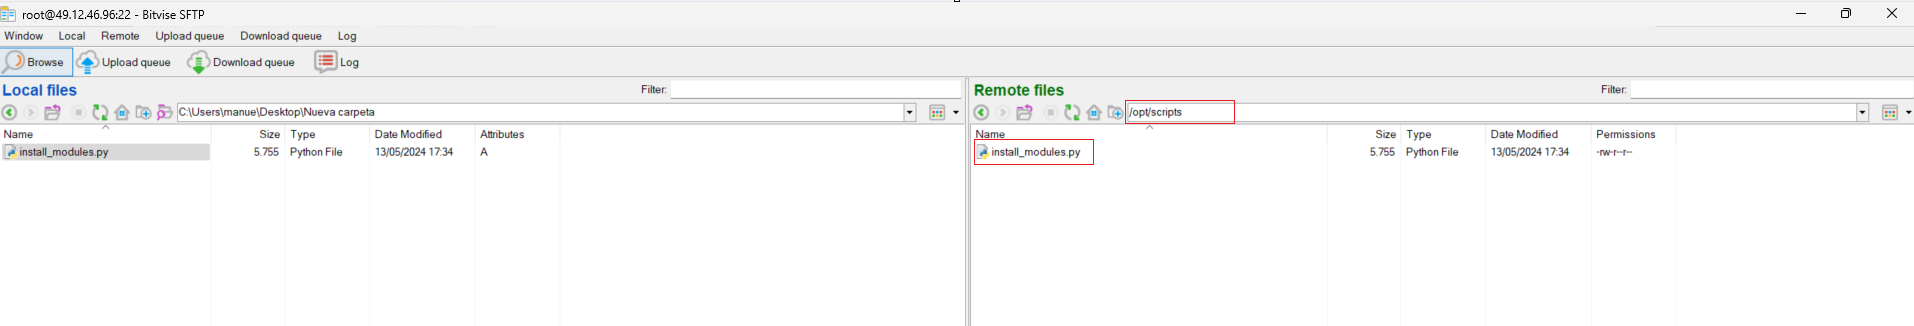 root@49.12.46.96:22 - Bitvise SFTP
Window Local Remote Upload queue Download queue Log
Browse Upload queue Download queue Log
Local files Filter:
C:\Users\manue\Desktop\Nueva carpeta
Name Size Type Date Modified Attributes
install_modules.py 5.755 Python File 13/05/2024 17:34 A
Remote files Filter:
/opt/scripts
Name Size Type Date Modified Permissions
install_modules.py 5.755 Python File 13/05/2024 17:34 -rw-r--r--